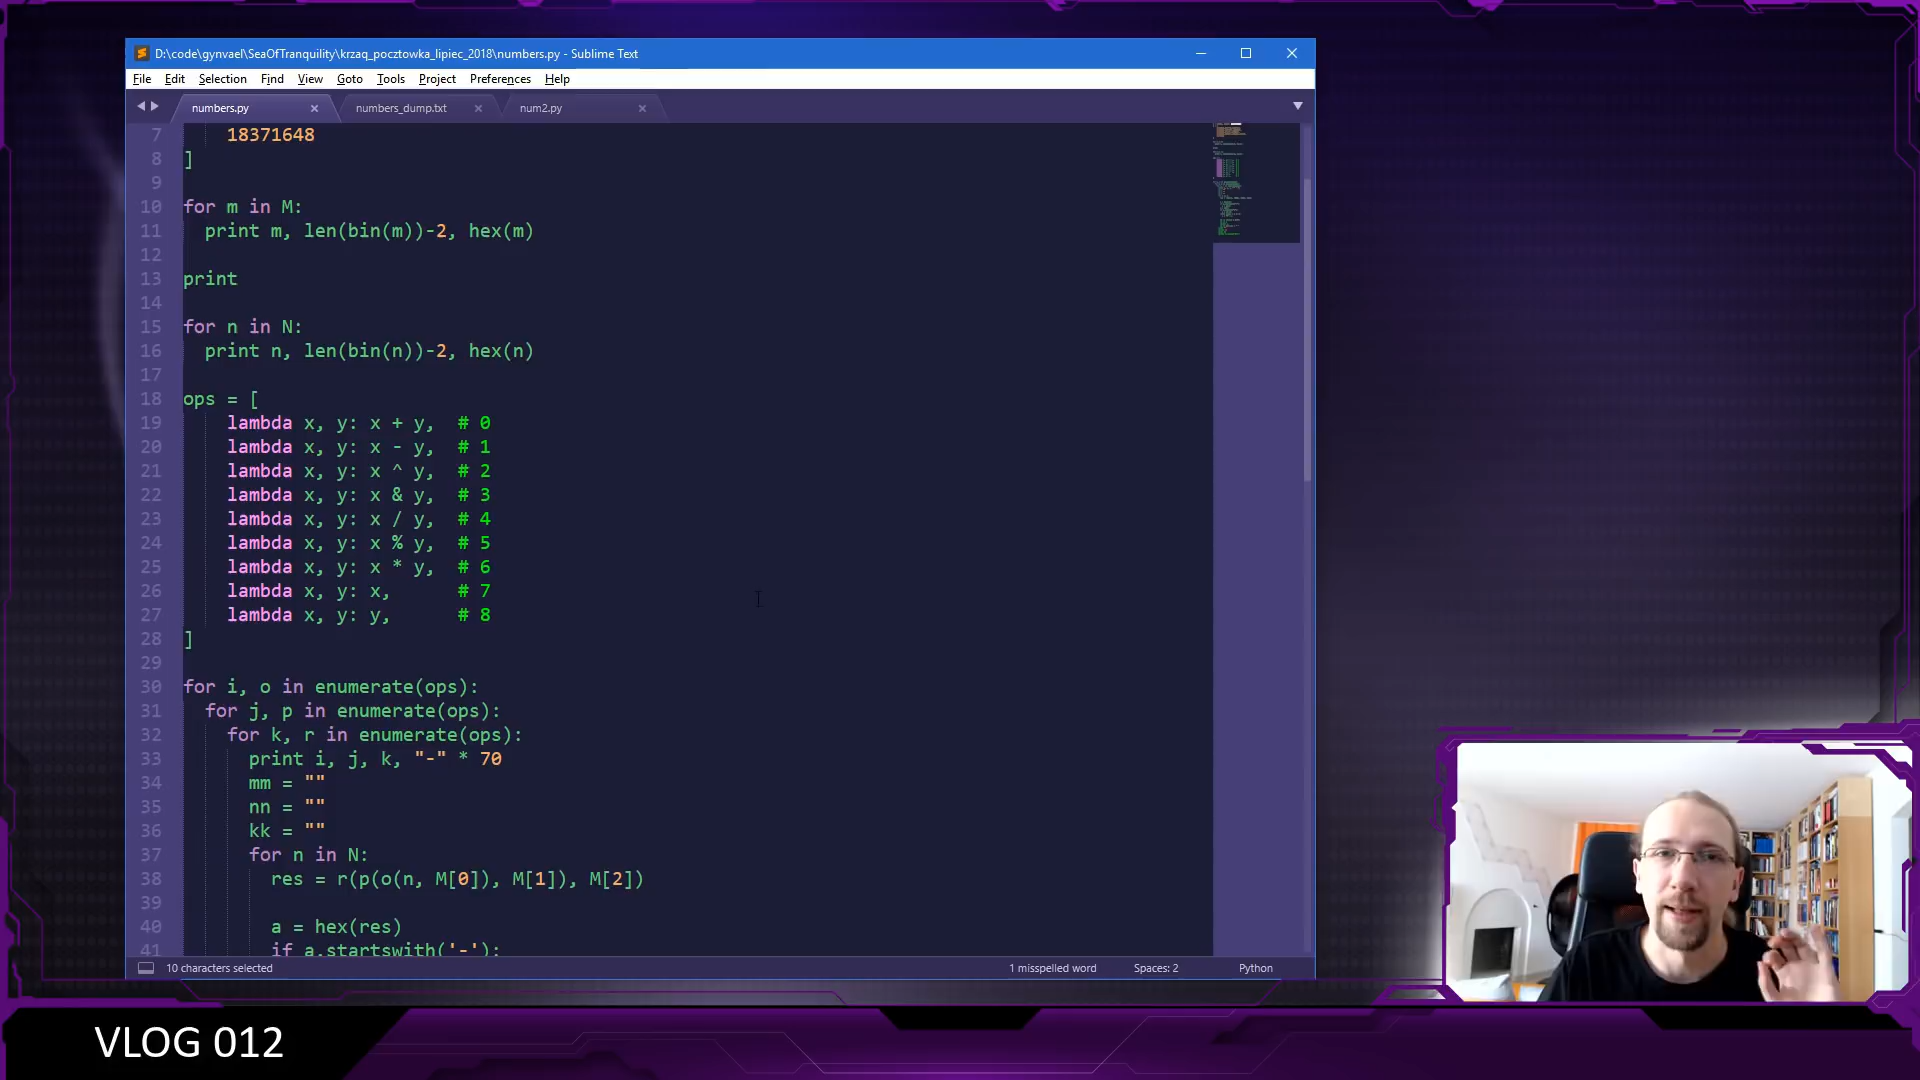 D:\code\gynvael\SeaOfTranquility\krzaq_pocztowka_lipiec_2018\numbers.py - Sublime Text
File Edit Selection Find View Goto Tools Project Preferences Help
numbers.py numbers_dump.txt num2.py
7 18371648
8 ]
9
10 for m in M:
11 print m, len(bin(m))-2, hex(m)
12
13 print
14
15 for n in N:
16 print n, len(bin(n))-2, hex(n)
17
18 ops = [
19 lambda x, y: x + y, # 0
20 lambda x, y: x - y, # 1
21 lambda x, y: x ^ y, # 2
22 lambda x, y: x & y, # 3
23 lambda x, y: x / y, # 4
24 lambda x, y: x % y, # 5
25 lambda x, y: x * y, # 6
26 lambda x, y: x, # 7
27 lambda x, y: y, # 8
28 ]
29
30 for i, o in enumerate(ops):
31 for j, p in enumerate(ops):
32 for k, r in enumerate(ops):
33 print i, j, k, "-" * 70
34 mm = ""
35 nn = ""
36 kk = ""
37 for n in N:
38 res = r(p(o(n, M[0]), M[1]), M[2])
39
40 a = hex(res)
41 if a.startswith('-'):
10 characters selected 1 misspelled word Spaces: 2 Python
VLOG 012